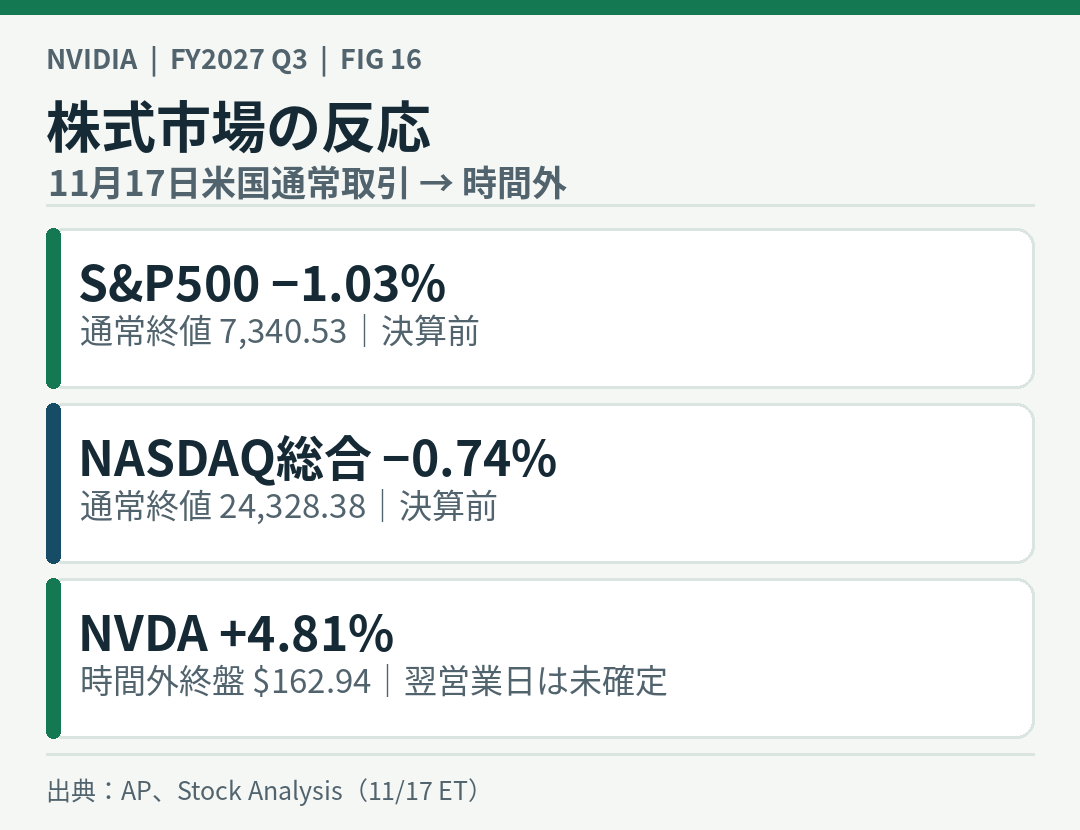 NVIDIA | FY2027 Q3 | FIG 16
株式市場の反応
11月17日米国通常取引 → 時間外
S&P500 −1.03%
通常終値 7,340.53｜決算前
NASDAQ総合 −0.74%
通常終値 24,328.38｜決算前
NVDA +4.81%
時間外終盤 $162.94｜翌営業日は未確定
出典：AP、Stock Analysis（11/17 ET）